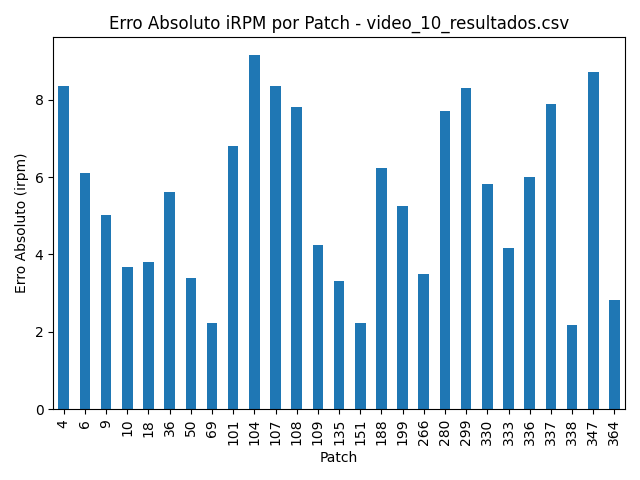 Erro Absoluto iRPM por Patch - video_10_resultados.csv
Erro Absoluto (irpm)
8
6
4
2
0
4 6 9 10 18 36 50 69 101 104 107 108 109 135 151 188 199 266 280 299 330 333 336 337 338 347 364
Patch